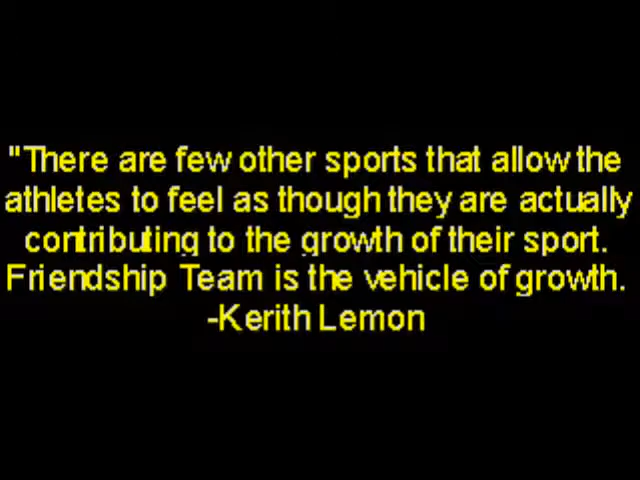 "There are few other sports that allow the
athletes to feel as though they are actually
contributing to the growth of their sport.
Friendship Team is the vehicle of growth.
-Kerith Lemon